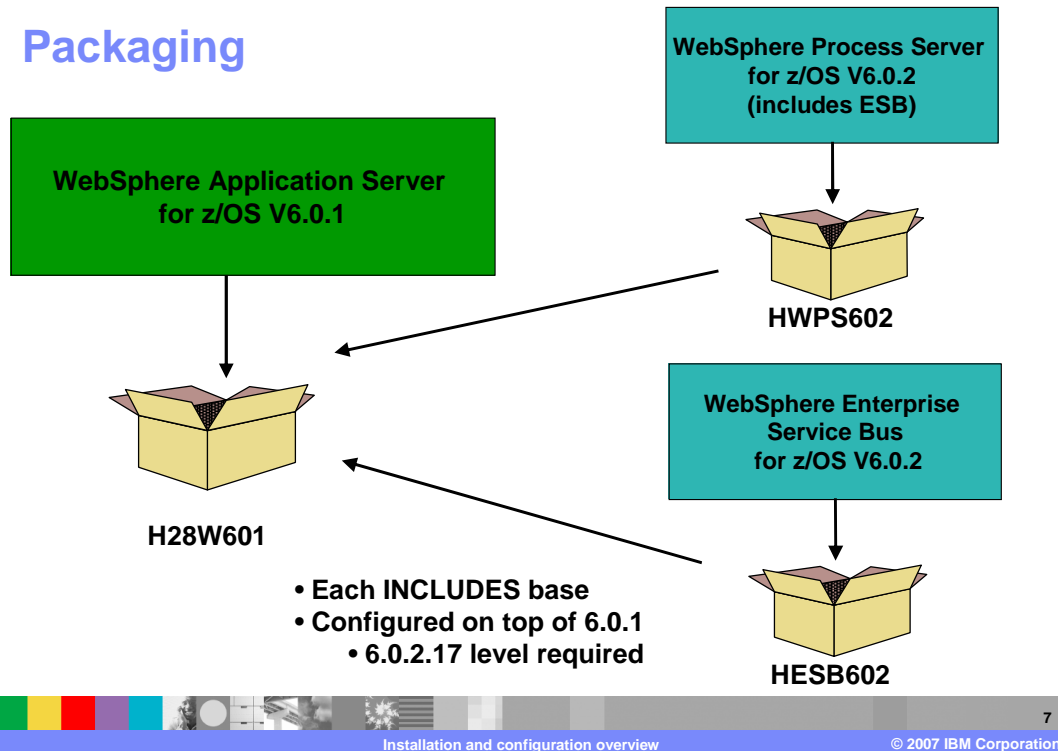 Packaging
WebSphere Process Server
for z/OS V6.0.2
(includes ESB)
WebSphere Application Server
for z/OS V6.0.1
HWPS602
WebSphere Enterprise
Service Bus
for z/OS V6.0.2
H28W601
• Each INCLUDES base
• Configured on top of 6.0.1
• 6.0.2.17 level required
HESB602
7
Installation and configuration overview
© 2007 IBM Corporation